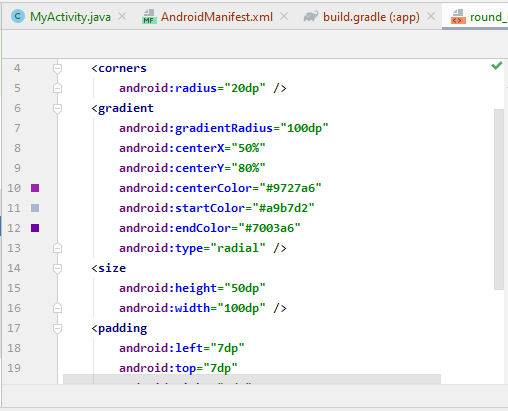 MyActivity.java AndroidManifest.xml build.gradle (:app) round_
4 <corners
5 android:radius="20dp" />
6 <gradient
7 android:gradientRadius="100dp"
8 android:centerX="50%"
9 android:centerY="80%"
10 android:centerColor="#9727a6"
11 android:startColor="#a9b7d2"
12 android:endColor="#7003a6"
13 android:type="radial" />
14 <size
15 android:height="50dp"
16 android:width="100dp" />
17 <padding
18 android:left="7dp"
19 android:top="7dp"